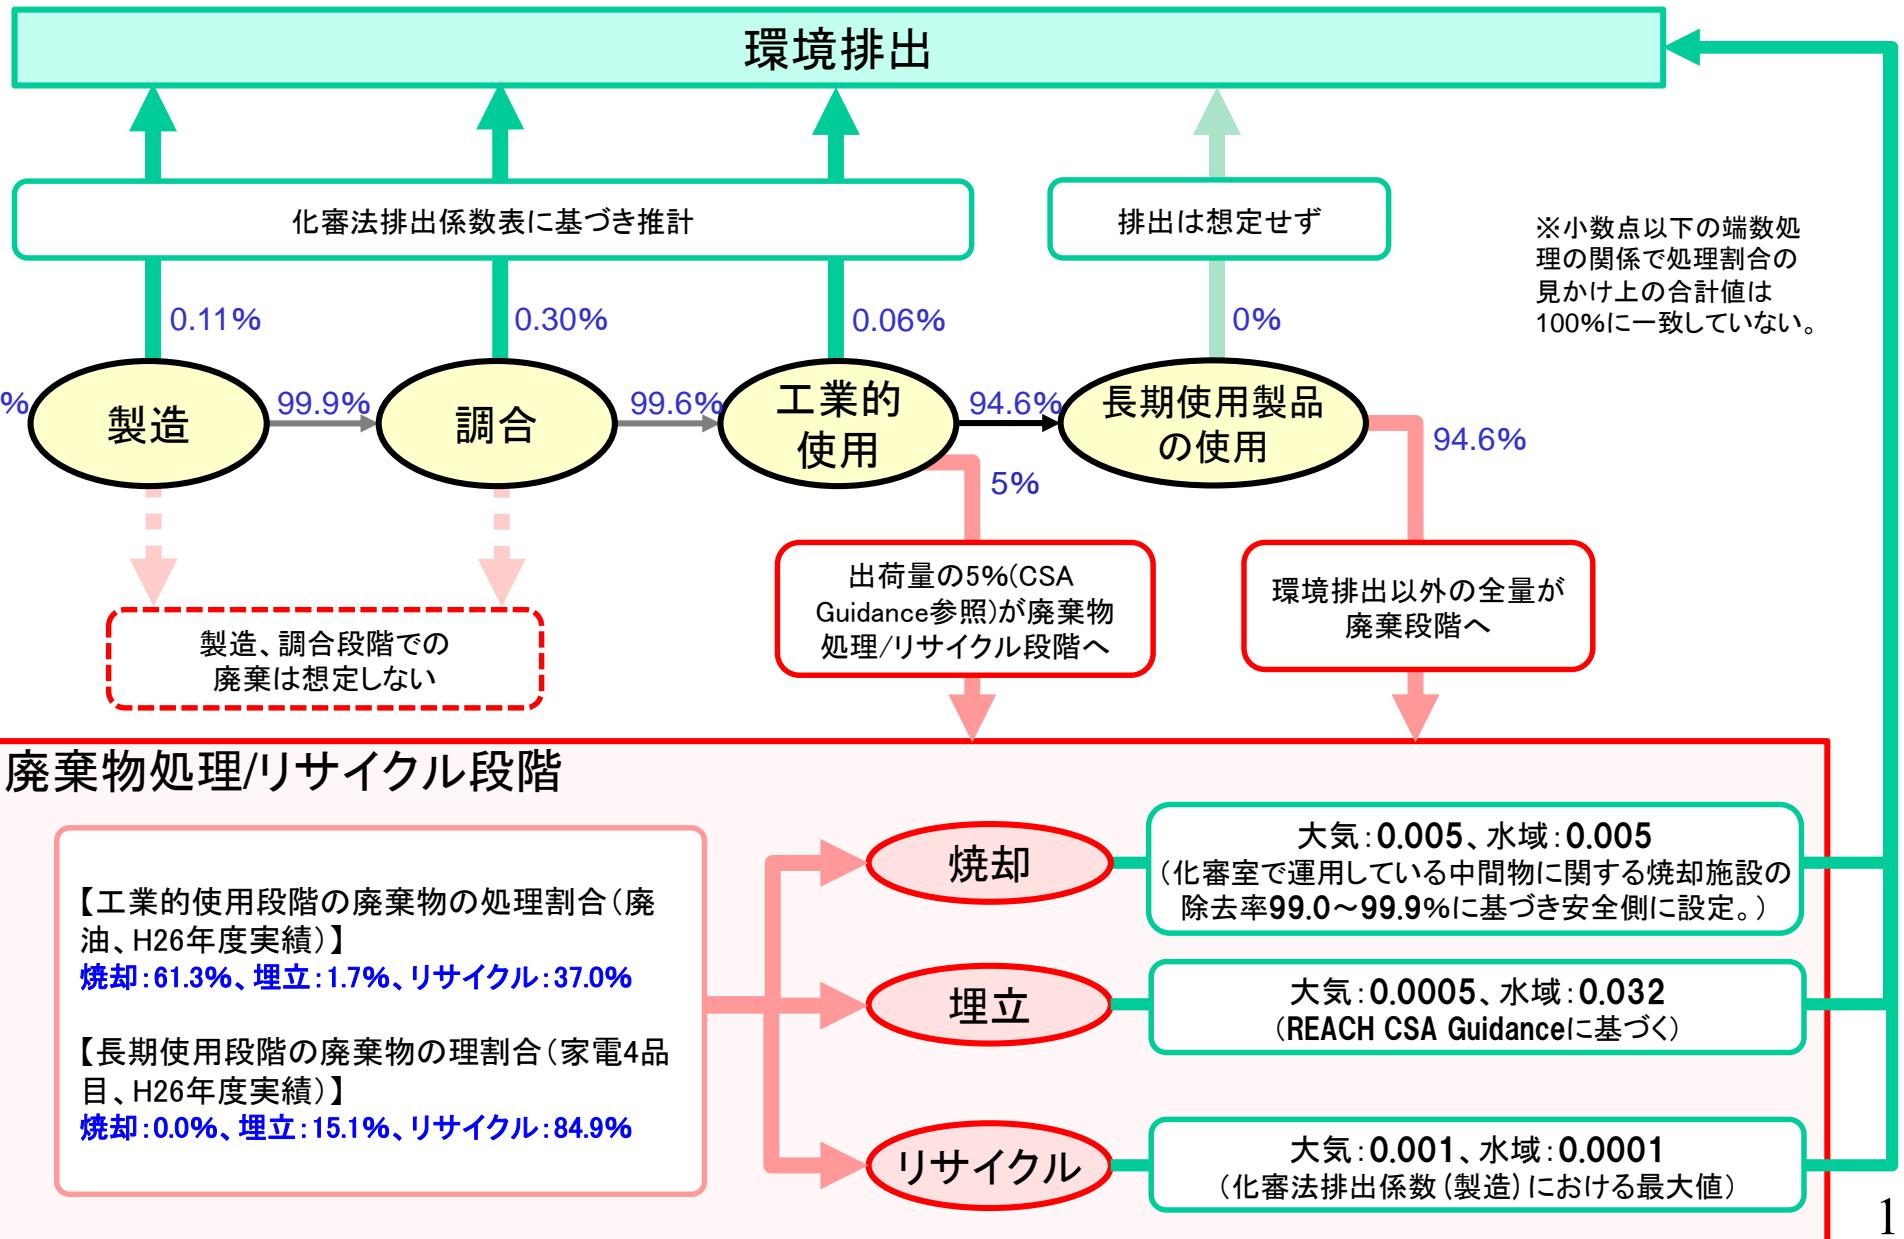 環境排出
化審法排出係数表に基づき推計
排出は想定せず
※小数点以下の端数処
理の関係で処理割合の
見かけ上の合計値は
100%に一致していない。
0.11%
0.30%
0.06%
0%
%
製造
99.9%
調合
99.6%
工業的
使用
94.6%
長期使用製品
の使用
94.6%
5%
製造、調合段階での
廃棄は想定しない
出荷量の5%(CSA
Guidance参照)が廃棄物
処理/リサイクル段階へ
環境排出以外の全量が
廃棄段階へ
廃棄物処理/リサイクル段階
【工業的使用段階の廃棄物の処理割合(廃
油、H26年度実績)】
焼却:61.3%、埋立:1.7%、リサイクル:37.0%
【長期使用段階の廃棄物の理割合(家電4品
目、H26年度実績)】
焼却:0.0%、埋立:15.1%、リサイクル:84.9%
焼却
大気:0.005、水域:0.005
(化審室で運用している中間物に関する焼却施設の
除去率99.0~99.9%に基づき安全側に設定。)
埋立
大気:0.0005、水域:0.032
(REACH CSA Guidanceに基づく)
リサイクル
大気:0.001、水域:0.0001
(化審法排出係数(製造)における最大値)
1